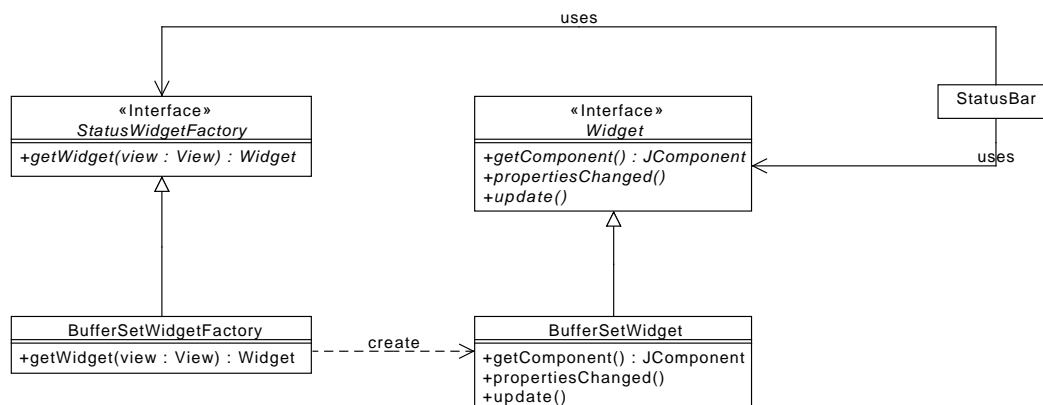 uses
«Interface»
StatusWidgetFactory
+getWidget(view : View) : Widget
«Interface»
Widget
+getComponent() : JComponent
+propertiesChanged()
+update()
StatusBar
uses
BufferSetWidgetFactory
+getWidget(view : View) : Widget
create
BufferSetWidget
+getComponent() : JComponent
+propertiesChanged()
+update()